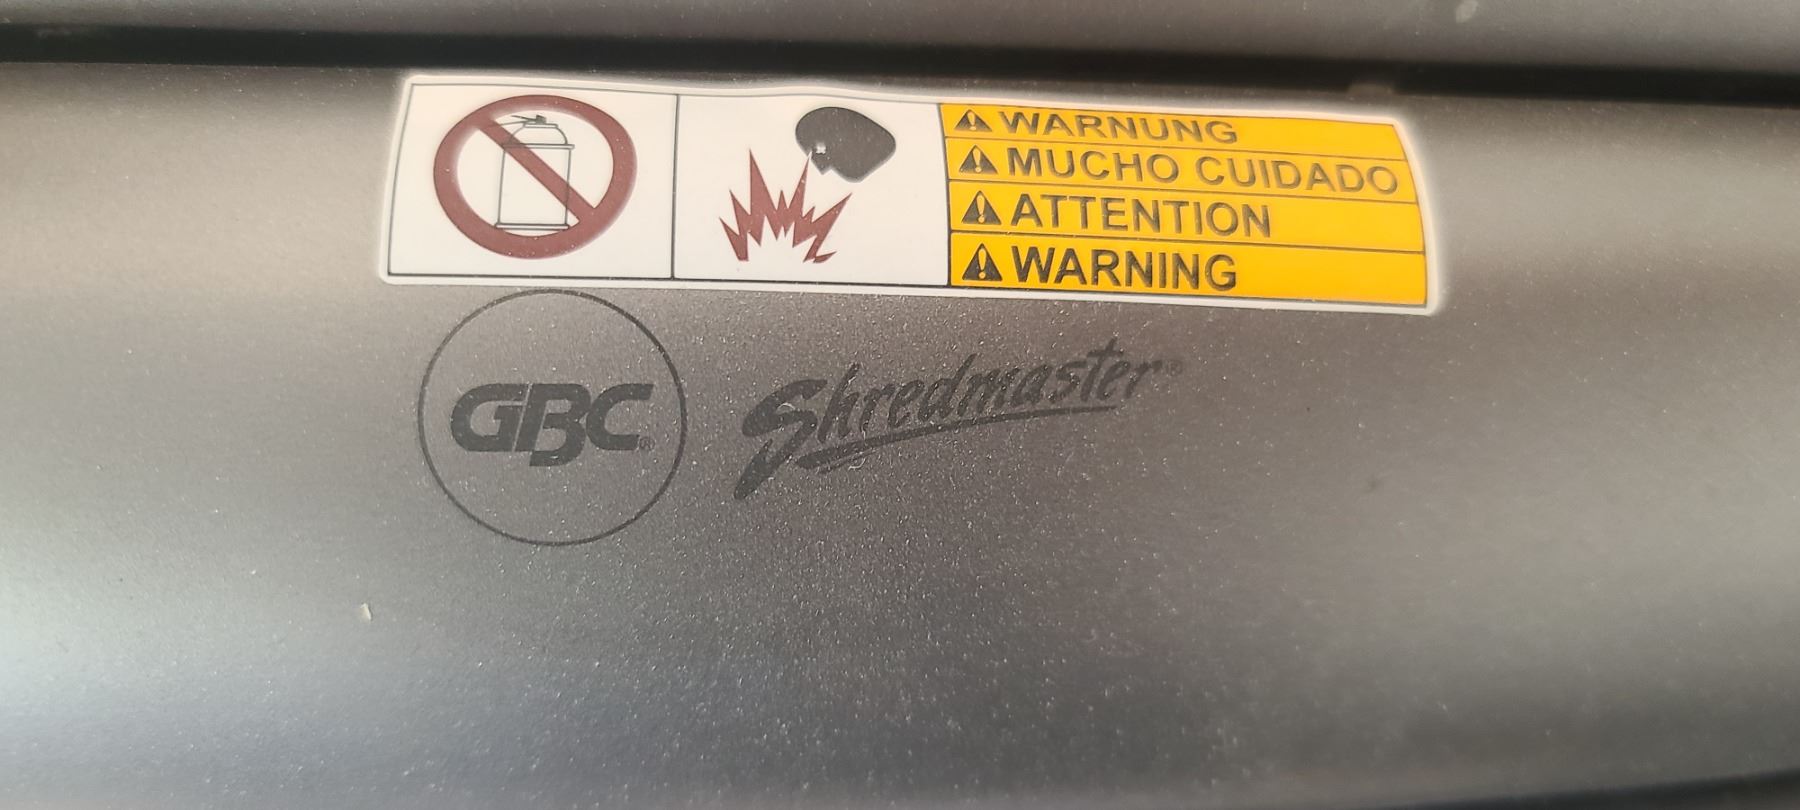 WARNUNG
MUCHO CUIDADO
ATTENTION
WARNING
GBC®
Shredmaster®